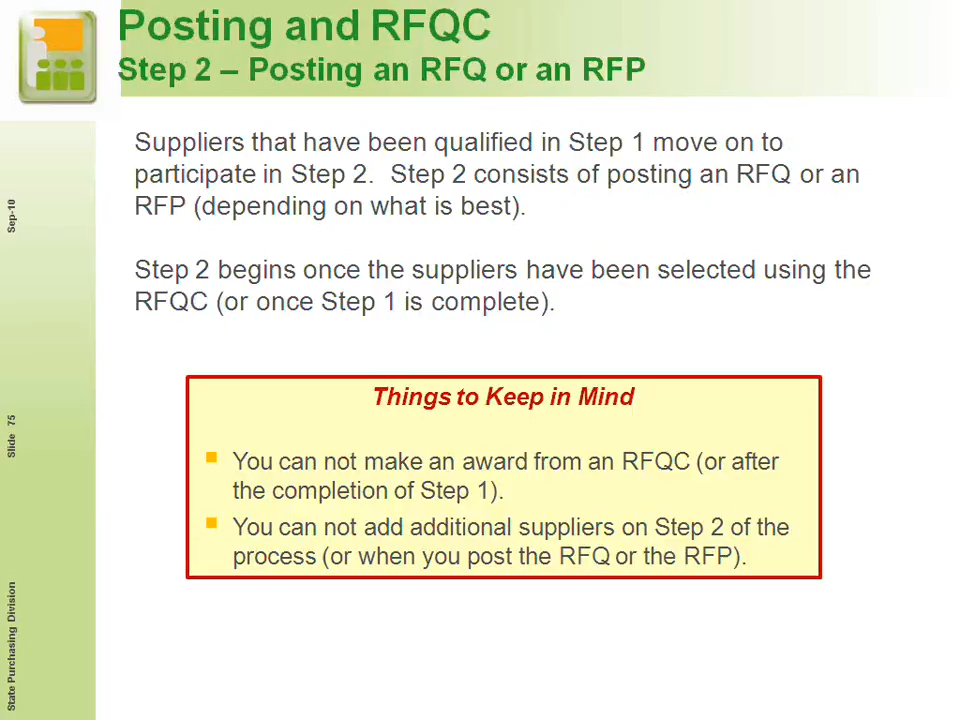 Posting and RFQC
Step 2 – Posting an RFQ or an RFP
Suppliers that have been qualified in Step 1 move on to
participate in Step 2.  Step 2 consists of posting an RFQ or an
RFP (depending on what is best).
Step 2 begins once the suppliers have been selected using the
RFQC (or once Step 1 is complete).
Things to Keep in Mind
You can not make an award from an RFQC (or after
the completion of Step 1).
You can not add additional suppliers on Step 2 of the
process (or when you post the RFQ or the RFP).
Sep-10
Slide 75
State Purchasing Division